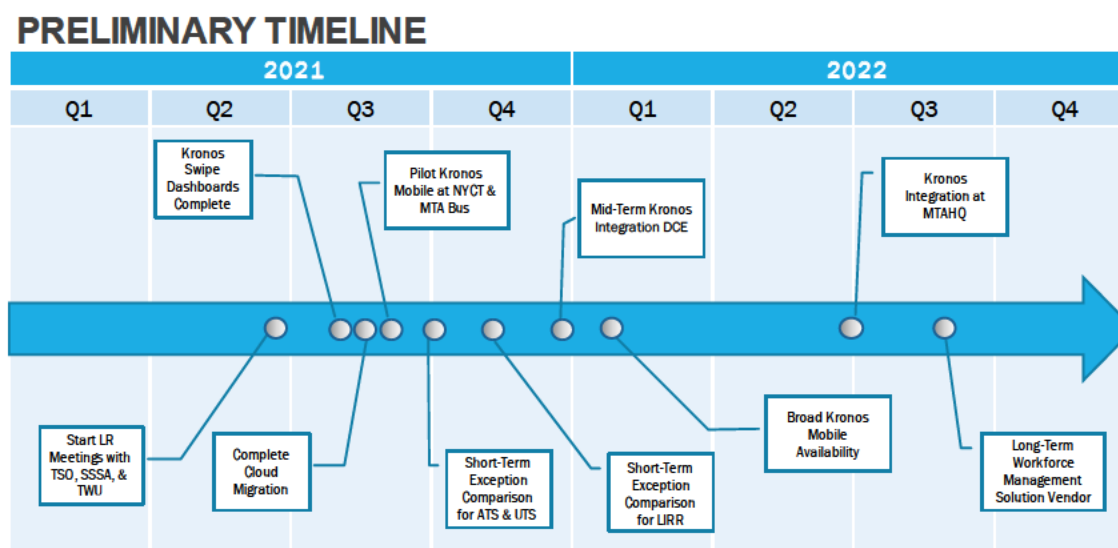 PRELIMINARY TIMELINE
2021
2022
Q1
Q2
Q3
Q4
Q1
Q2
Q3
Q4
Kronos
Swipe
Dashboards
Complete
Pilot Kronos
Mobile at NYCT &
MTA Bus
Mid-Term Kronos
Integration DCE
Kronos
Integration at
MTAHQ
Start LR
Meetings with
TSO, SSSA, &
TWU
Complete
Cloud
Migration
Short-Term
Exception
Comparison
for ATS & UTS
Short-Term
Exception
Comparison
for LIRR
Broad Kronos
Mobile
Availability
Long-Term
Workforce
Management
Solution Vendor